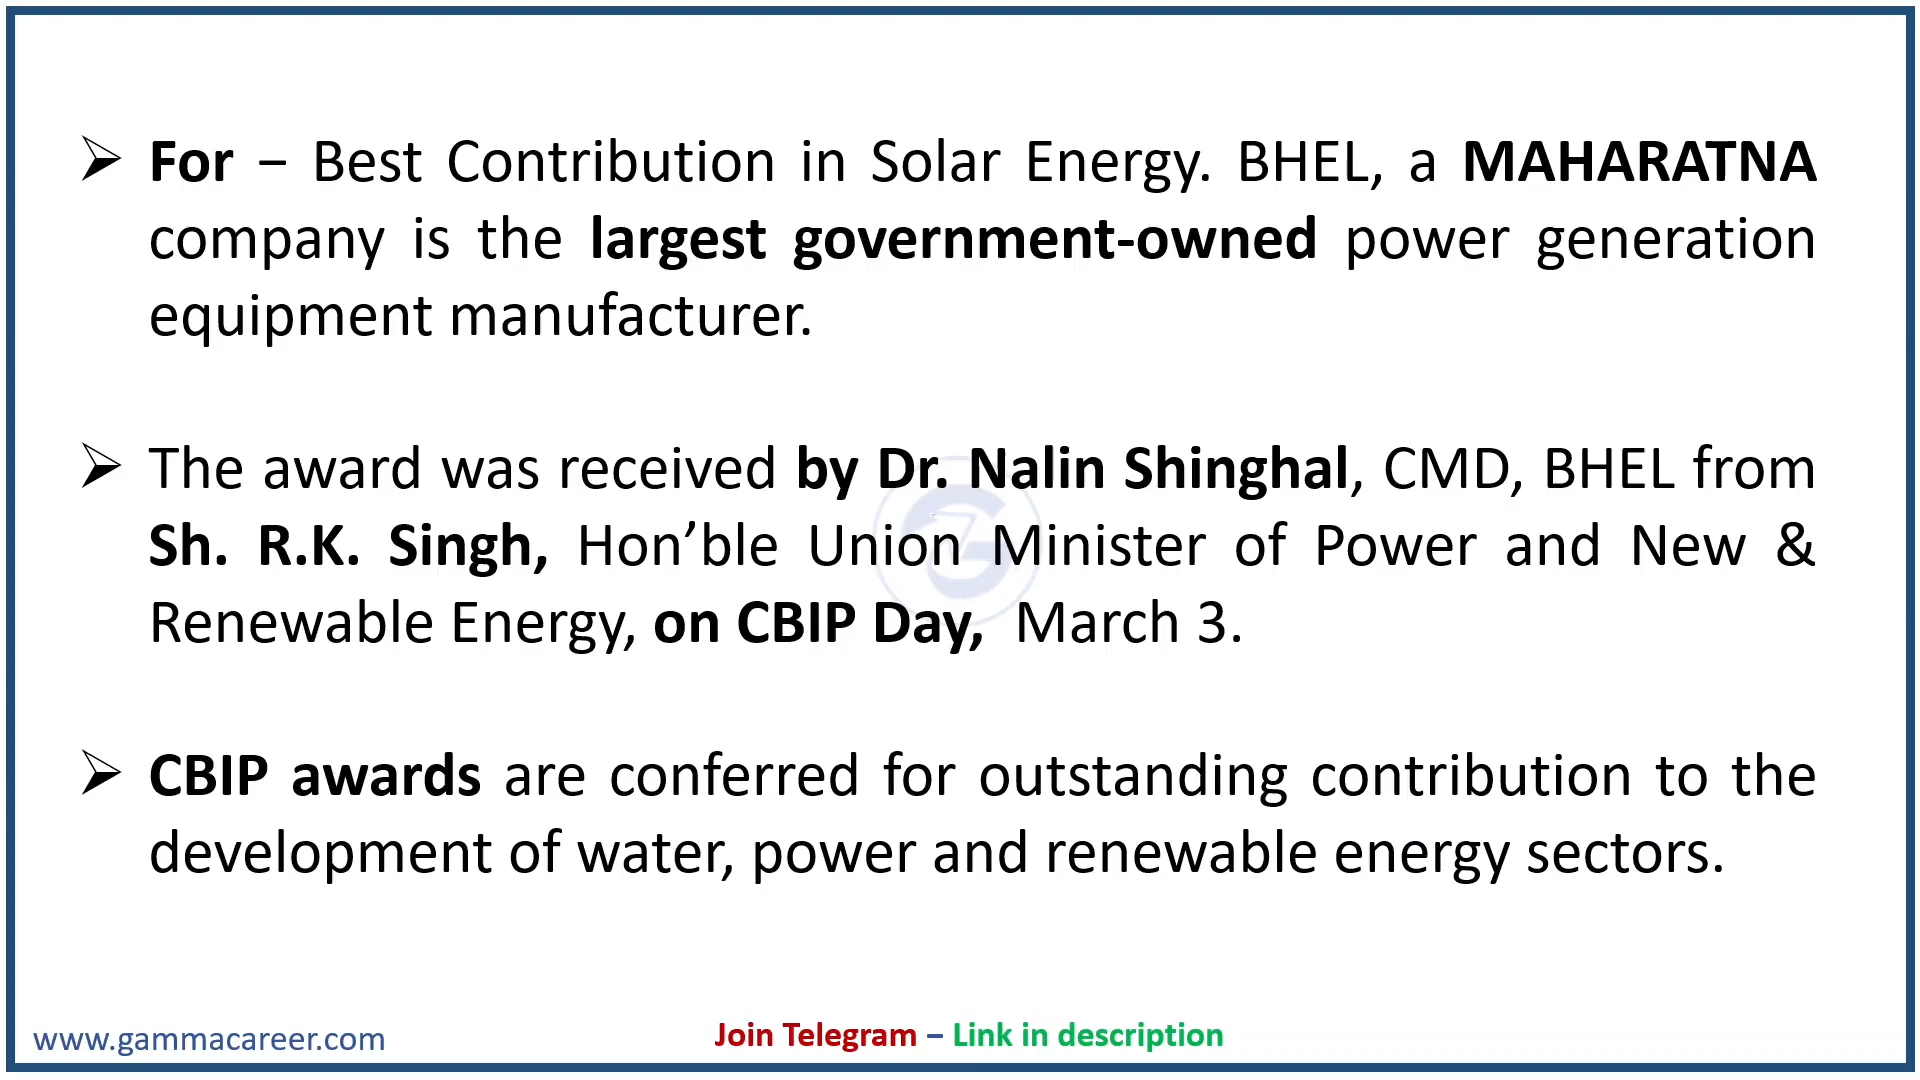 ➢ For – Best Contribution in Solar Energy. BHEL, a MAHARATNA
company is the largest government-owned power generation
equipment manufacturer.
➢ The award was received by Dr. Nalin Shinghal, CMD, BHEL from
Sh. R.K. Singh, Hon’ble Union Minister of Power and New &
Renewable Energy, on CBIP Day, March 3.
➢ CBIP awards are conferred for outstanding contribution to the
development of water, power and renewable energy sectors.
www.gammacareer.com
Join Telegram – Link in description